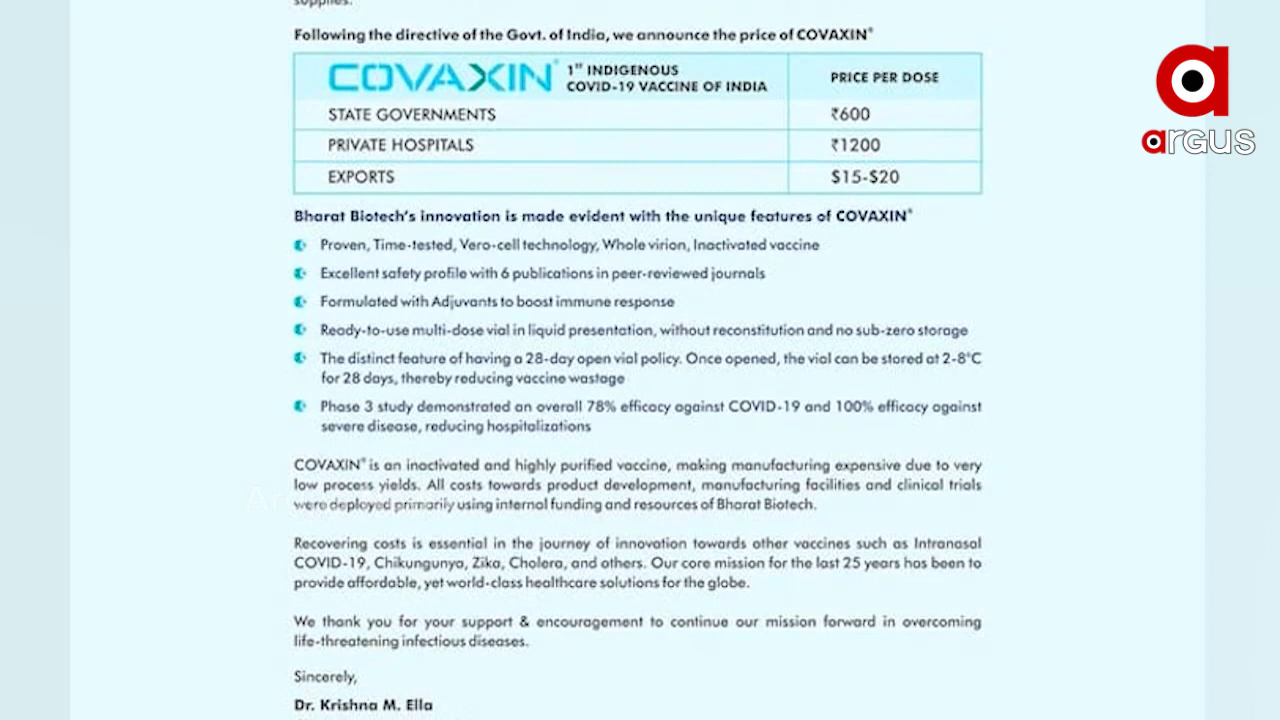 supplies.
Following the directive of the Govt. of India, we announce the price of COVAXIN®
COVAXIN® 1ST INDIGENOUS
COVID-19 VACCINE OF INDIA
PRICE PER DOSE
STATE GOVERNMENTS ₹600
PRIVATE HOSPITALS ₹1200
EXPORTS $15-$20
Bharat Biotech's innovation is made evident with the unique features of COVAXIN®
Proven, Time-tested, Vero-cell technology, Whole virion, Inactivated vaccine
Excellent safety profile with 6 publications in peer-reviewed journals
Formulated with Adjuvants to boost immune response
Ready-to-use multi-dose vial in liquid presentation, without reconstitution and no sub-zero storage
The distinct feature of having a 28-day open vial policy. Once opened, the vial can be stored at 2-8°C
for 28 days, thereby reducing vaccine wastage
Phase 3 study demonstrated an overall 78% efficacy against COVID-19 and 100% efficacy against
severe disease, reducing hospitalizations
COVAXIN® is an inactivated and highly purified vaccine, making manufacturing expensive due to very
low process yields. All costs towards product development, manufacturing facilities and clinical trials
were deployed primarily using internal funding and resources of Bharat Biotech.
Recovering costs is essential in the journey of innovation towards other vaccines such as Intranasal
COVID-19, Chikungunya, Zika, Cholera, and others. Our core mission for the last 25 years has been to
provide affordable, yet world-class healthcare solutions for the globe.
We thank you for your support & encouragement to continue our mission forward in overcoming
life-threatening infectious diseases.
Sincerely,
Dr. Krishna M. Ella
argus